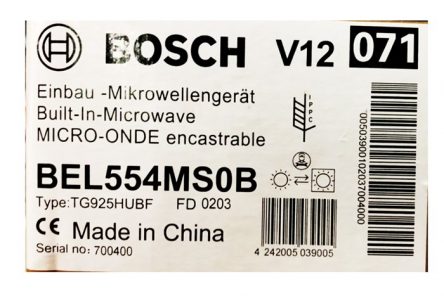 BOSCH V12 071
Einbau -Mikrowellengerät
Built-In-Microwave
MICRO-ONDE encastrable
IPPC
BEL554MS0B
Type:TG925HUBF FD 0203
CE Made in China
Serial no: 700400
4 242005 039005
005039001020037004000